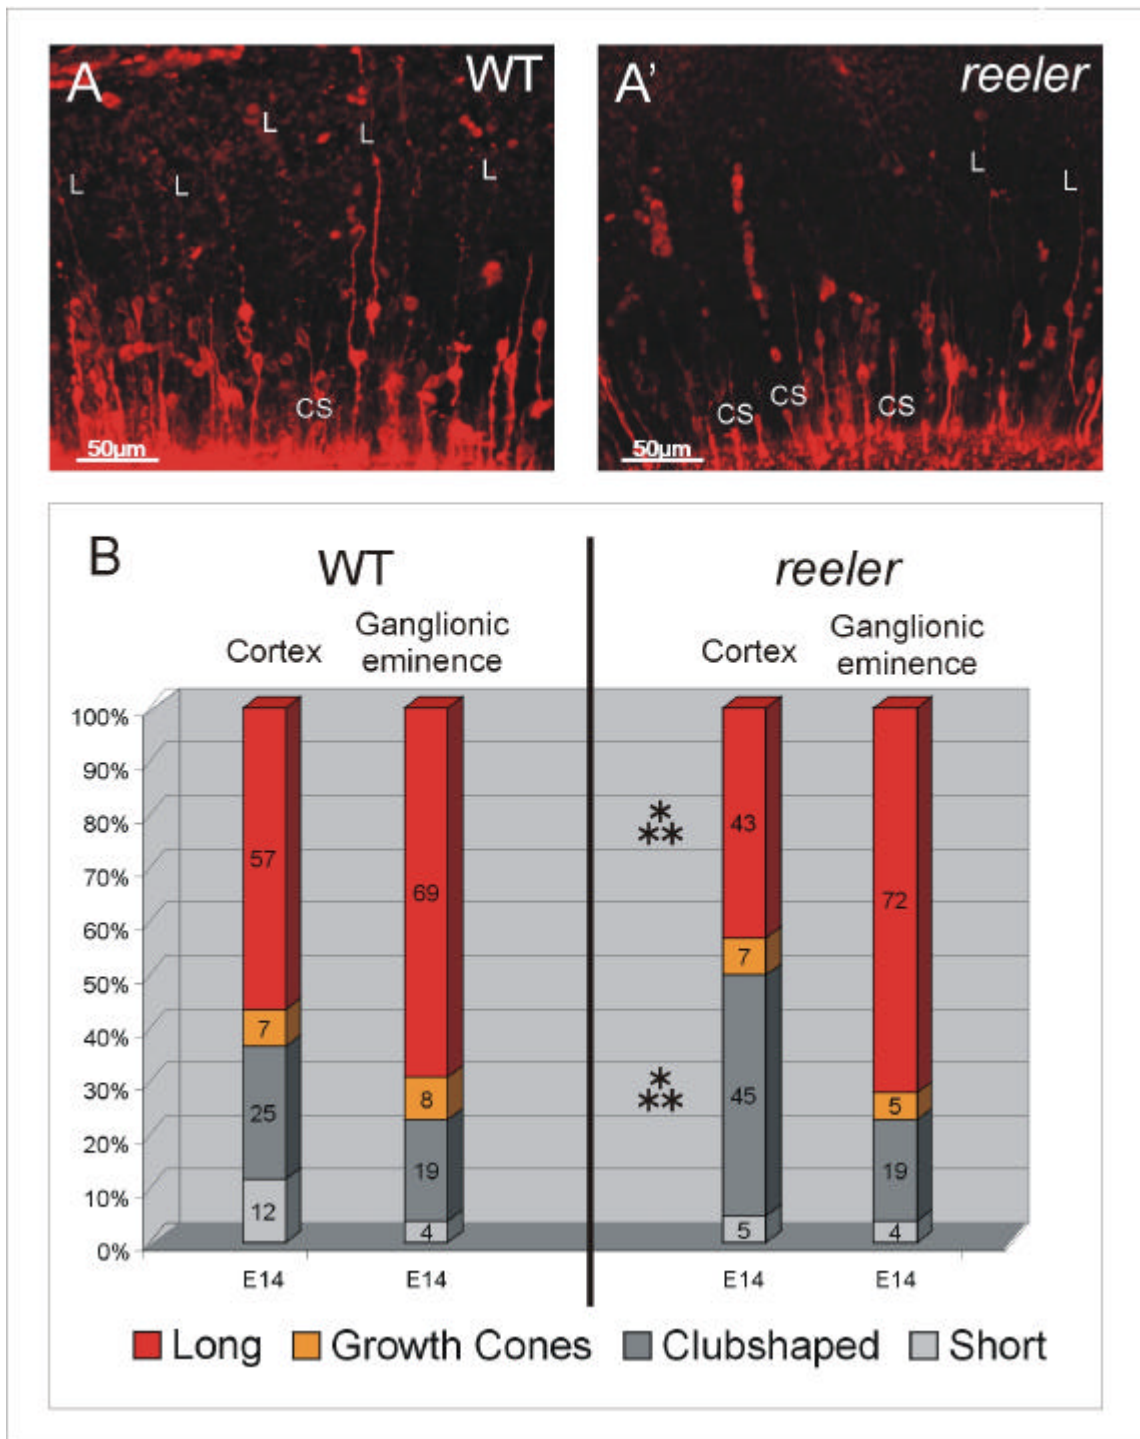 A WT
L
L
L
L
L
CS
50µm
A' reeler
L
L
CS
CS
CS
50µm
B
WT
reeler
Cortex
Ganglionic
eminence
Cortex
Ganglionic
eminence
100%
90%
80%
70%
60%
50%
40%
30%
20%
10%
0%
57
7
25
12
69
8
19
4
*
**
*
**
43
7
45
5
72
5
19
4
E14
E14
E14
E14
Long
Growth Cones
Clubshaped
Short